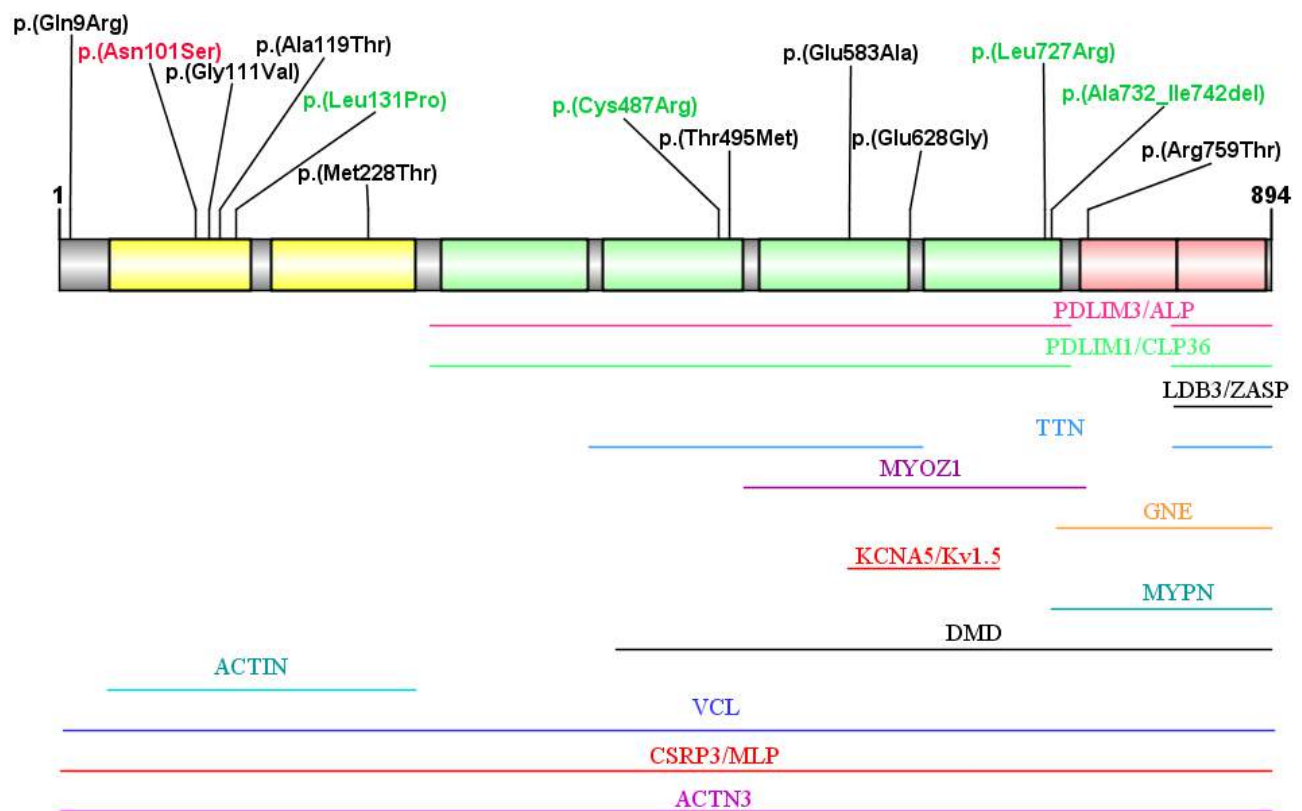 p.(Gln9Arg)
p.(Asn101Ser)
p.(Ala119Thr)
p.(Gly111Val)
p.(Leu131Pro)
p.(Met228Thr)
p.(Cys487Arg)
p.(Thr495Met)
p.(Glu583Ala)
p.(Glu628Gly)
p.(Leu727Arg)
p.(Ala732_Ile742del)
p.(Arg759Thr)
1
894
PDLIM3/ALP
PDLIM1/CLP36
LDB3/ZASP
TTN
MYOZ1
GNE
KCNA5/Kv1.5
MYPN
DMD
ACTIN
VCL
CSRP3/MLP
ACTN3